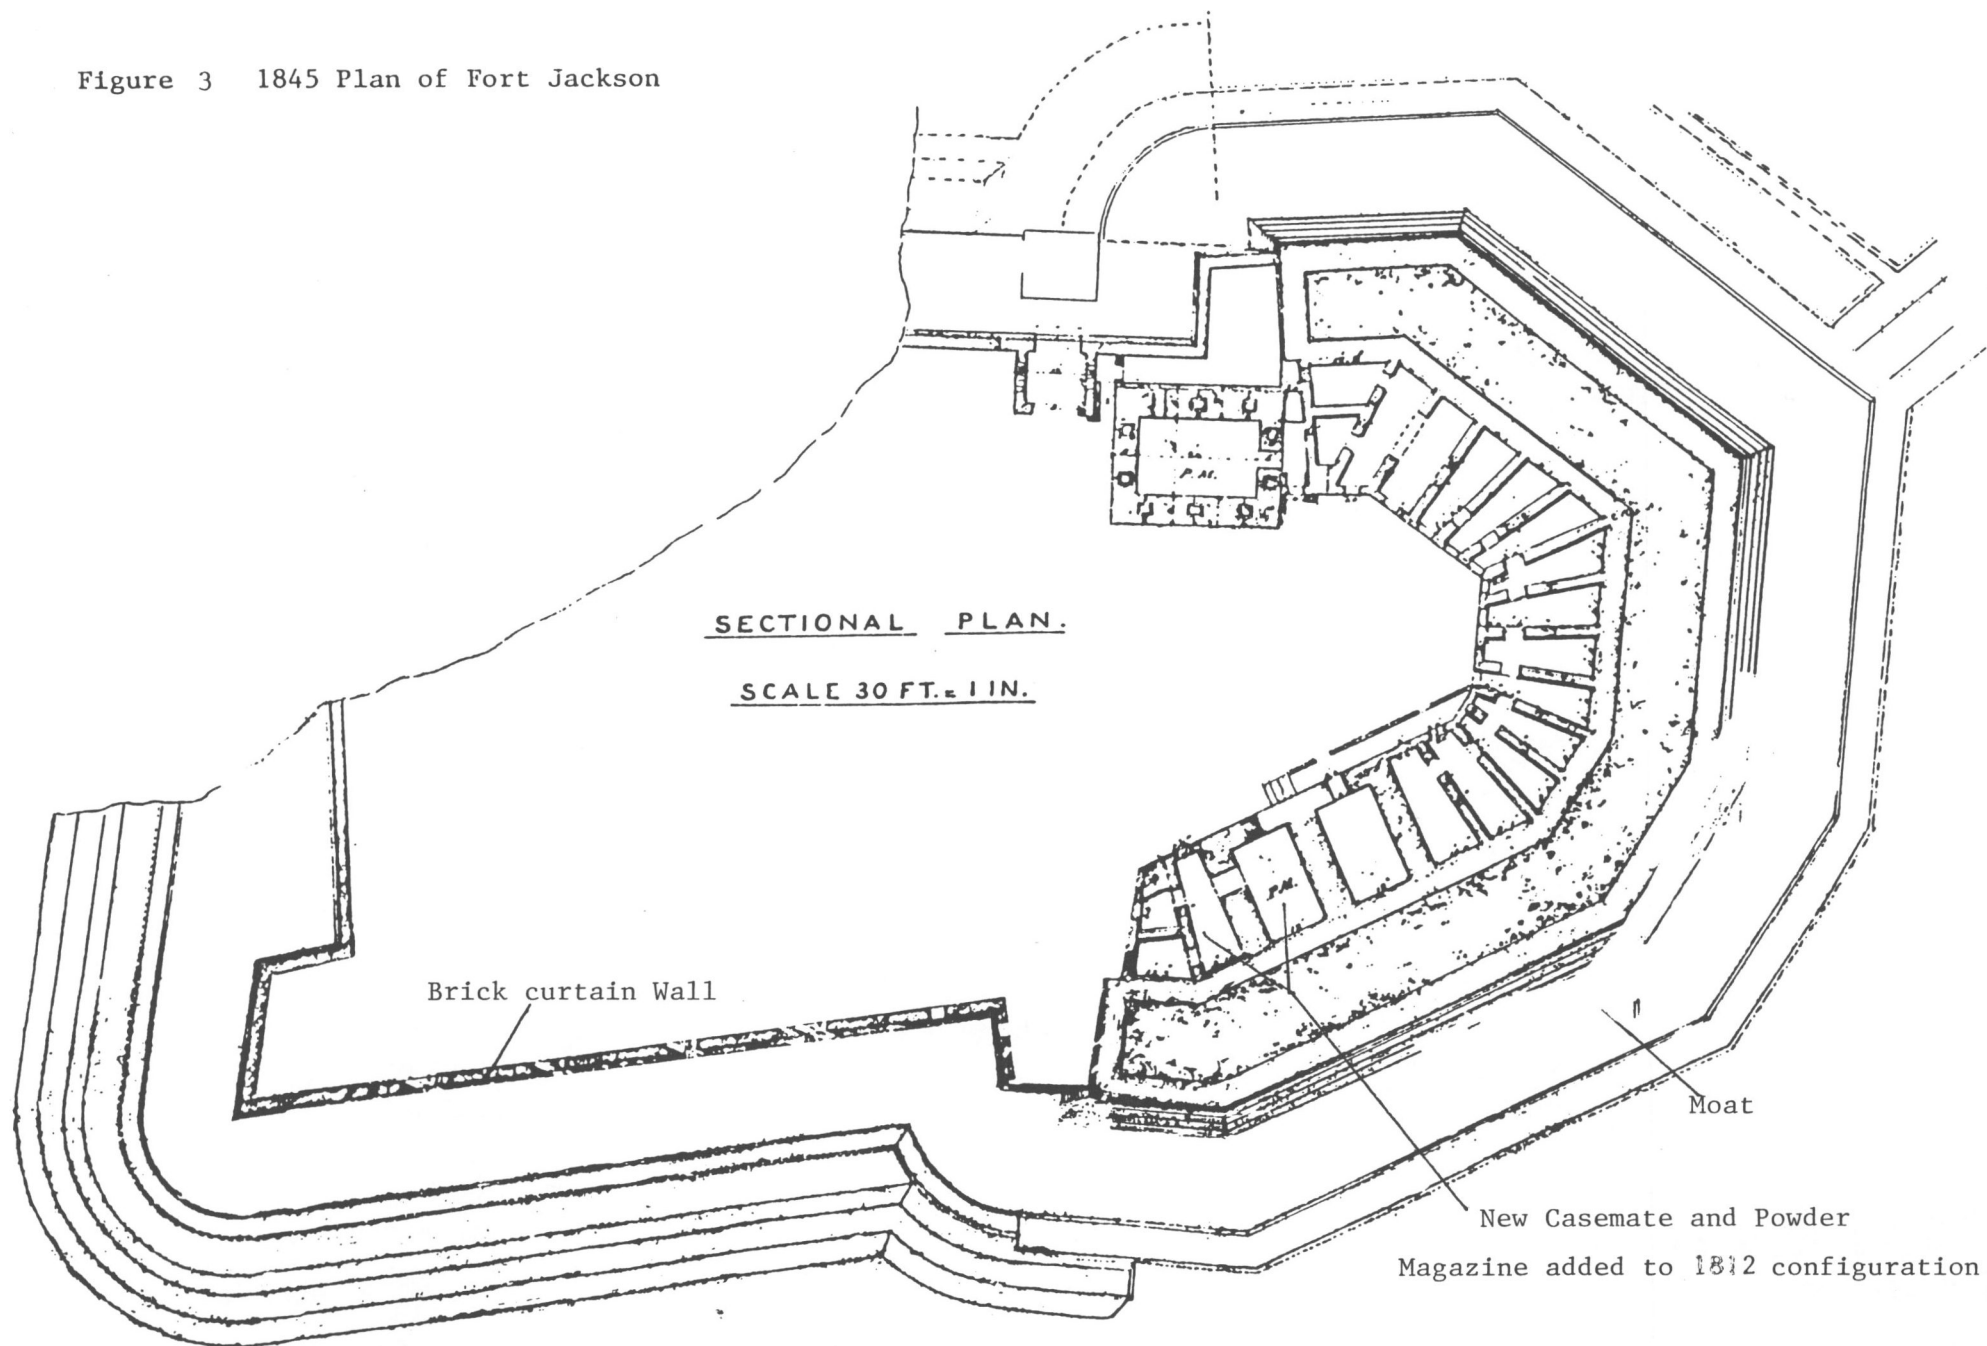 Figure 3 1845 Plan of Fort Jackson
P.M.
SECTIONAL PLAN.
SCALE 30 FT. = 1 IN.
P.M.
Brick curtain Wall
Moat
New Casemate and Powder
Magazine added to 1812 configuration